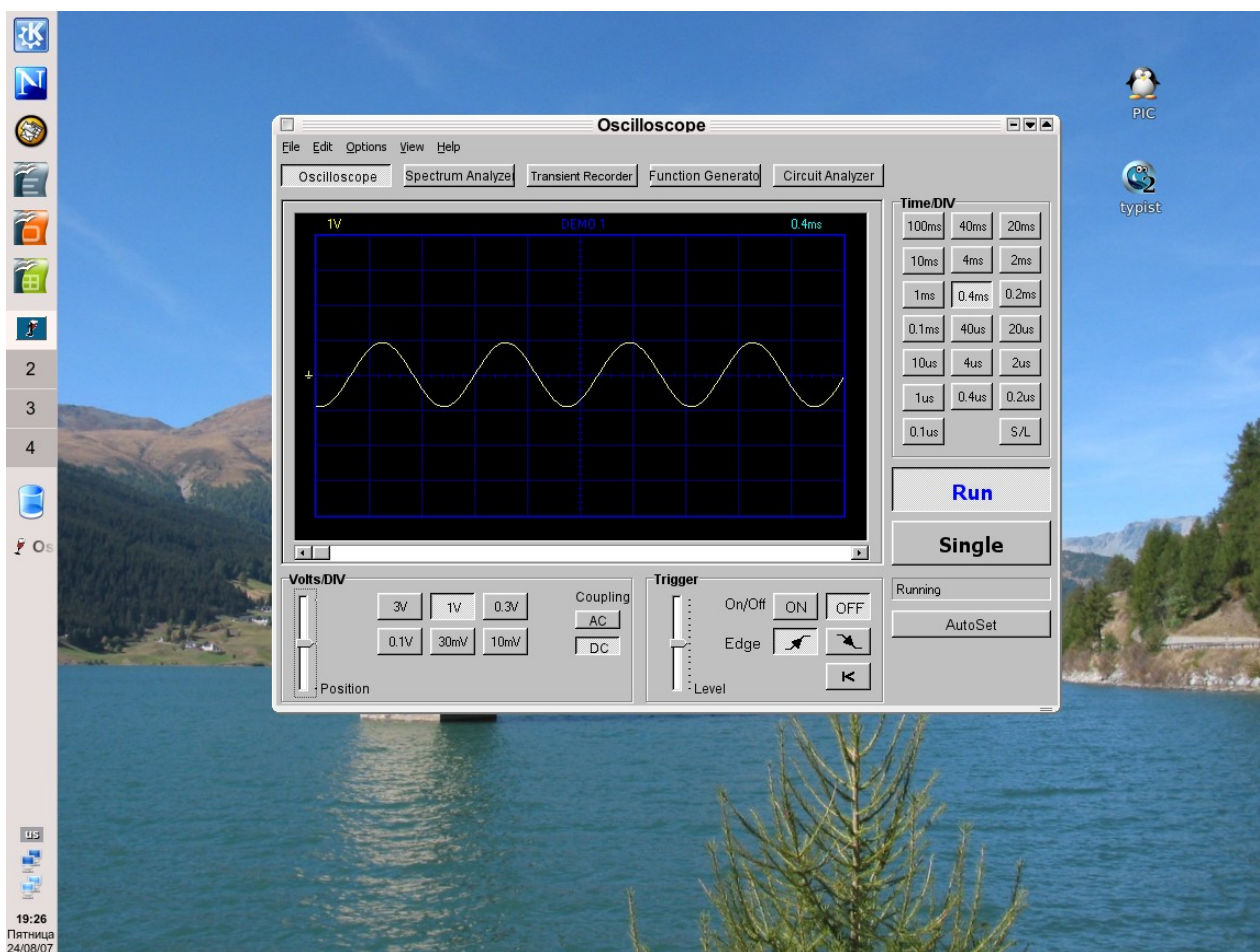 Oscilloscope
File Edit Options View Help
Oscilloscope Spectrum Analyzer Transient Recorder Function Generato Circuit Analyzer
1V DEMO 1 0.4ms
Time/DIV
100ms 40ms 20ms
10ms 4ms 2ms
1ms 0.4ms 0.2ms
0.1ms 40us 20us
10us 4us 2us
1us 0.4us 0.2us
0.1us S/L
Run
Single
Running
AutoSet
Volts/DIV
3V 1V 0.3V
0.1V 30mV 10mV
Position
Coupling
AC
DC
Trigger
On/Off ON OFF
Edge
Level
PIC
typist
N
2
3
4
Os
us
19:26
Пятница
24/08/07